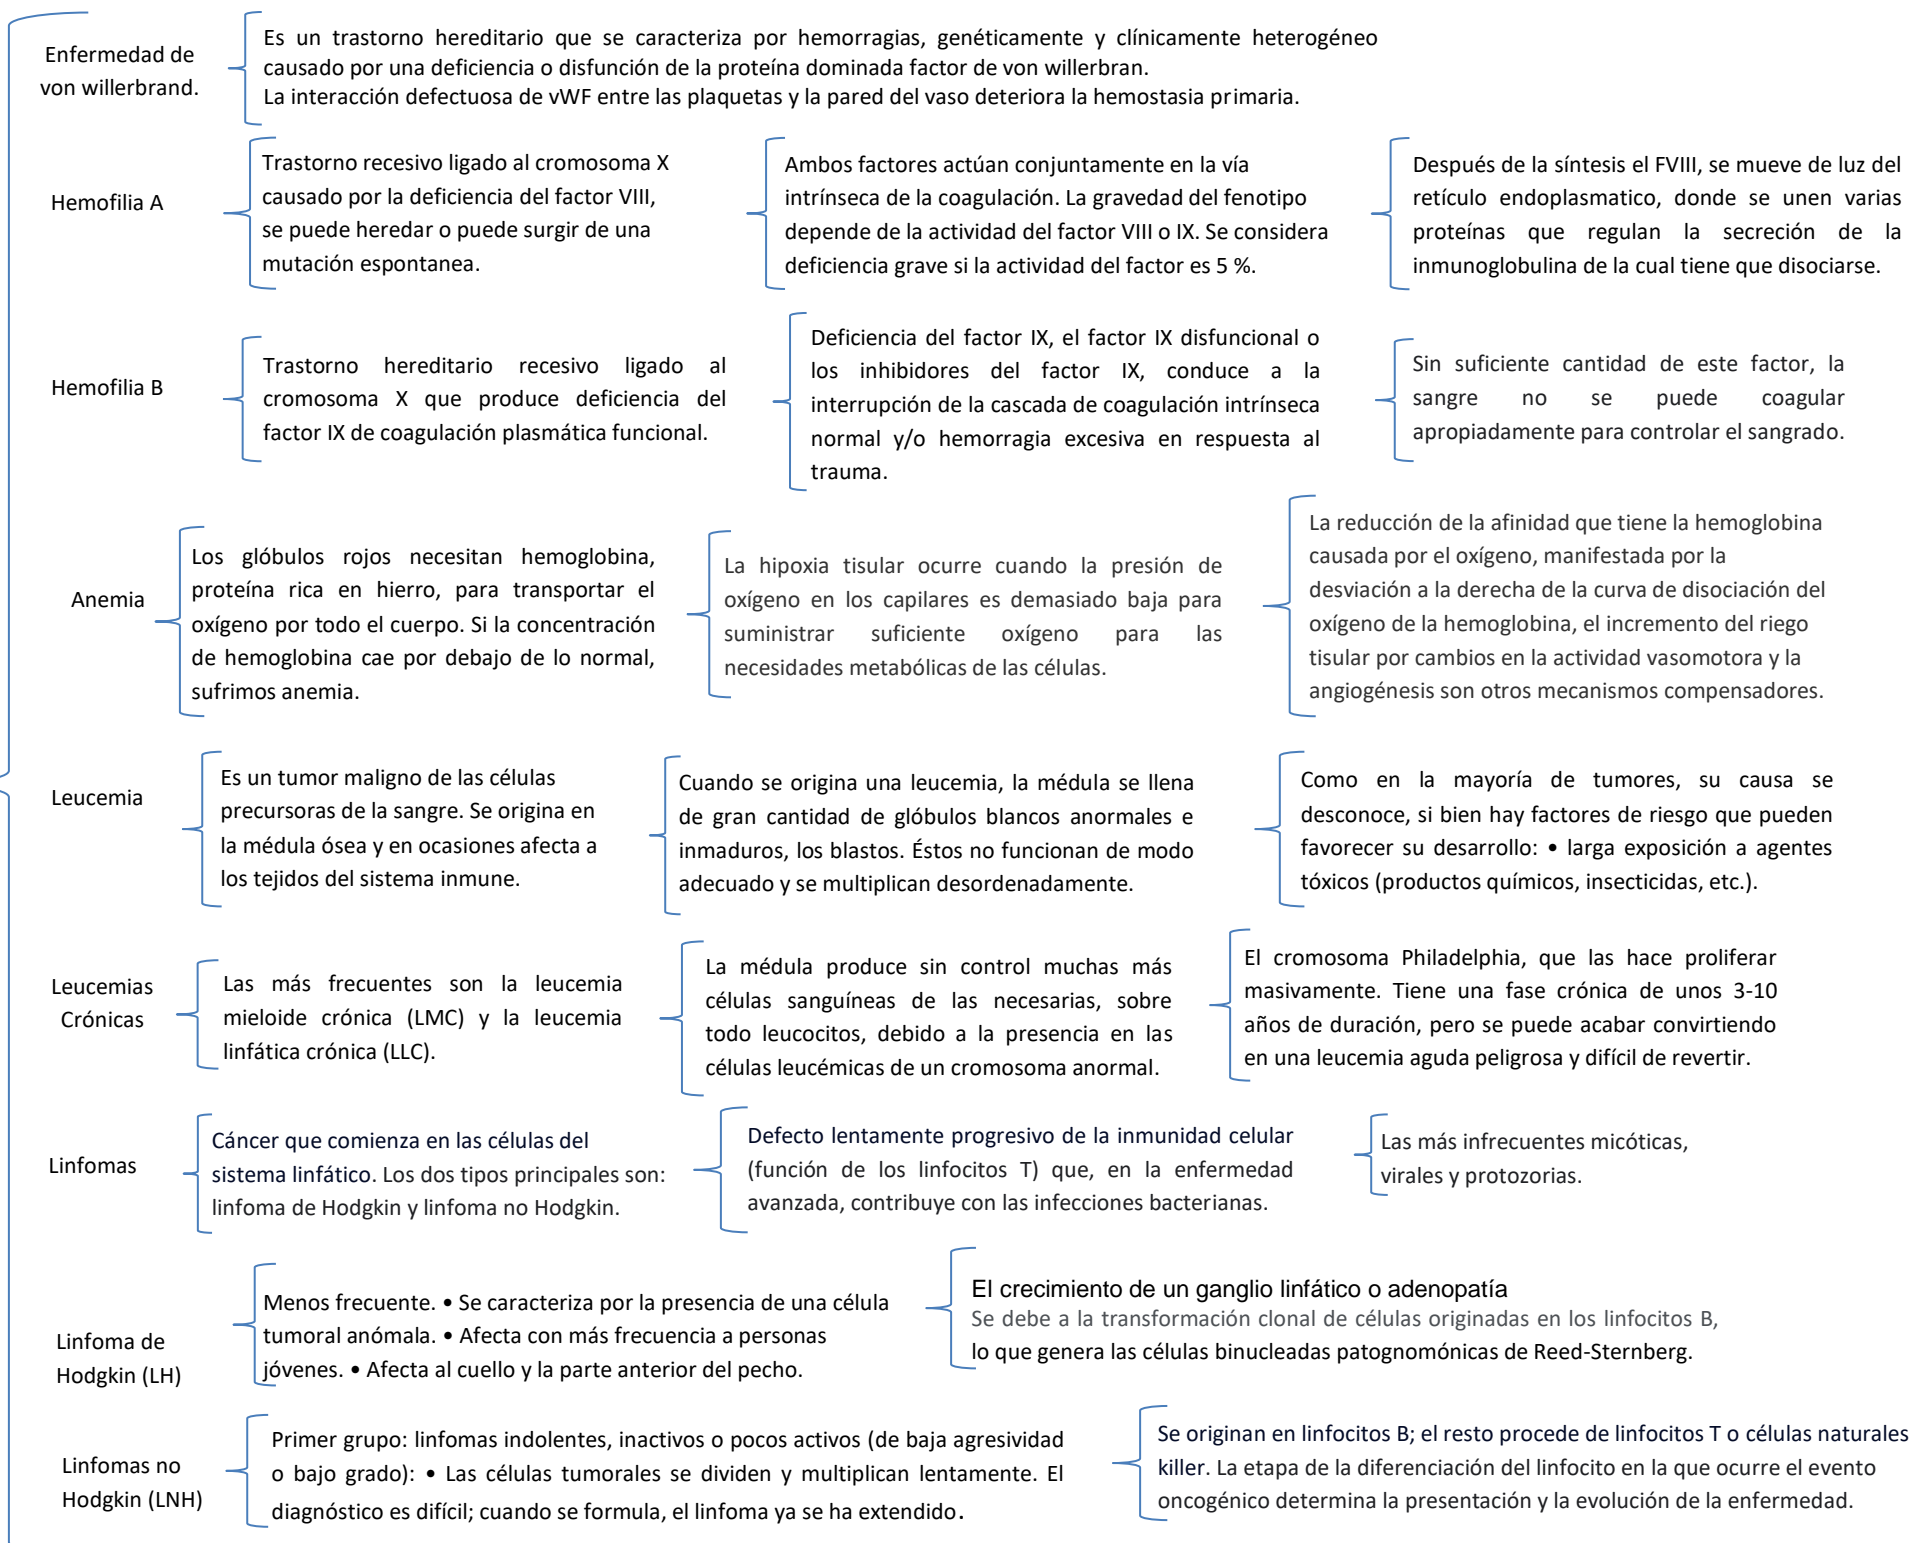 Enfermedad de
von willerbrand.
Es un trastorno hereditario que se caracteriza por hemorragias, genéticamente y clínicamente heterogéneo
causado por una deficiencia o disfunción de la proteína dominada factor de von willerbran.
La interacción defectuosa de vWF entre las plaquetas y la pared del vaso deteriora la hemostasia primaria.
Hemofilia A
Trastorno recesivo ligado al cromosoma X
causado por la deficiencia del factor VIII,
se puede heredar o puede surgir de una
mutación espontanea.
Ambos factores actúan conjuntamente en la vía
intrínseca de la coagulación. La gravedad del fenotipo
depende de la actividad del factor VIII o IX. Se considera
deficiencia grave si la actividad del factor es 5 %.
Después de la síntesis el FVIII, se mueve de luz del
retículo endoplasmatico, donde se unen varias
proteínas que regulan la secreción de la
inmunoglobulina de la cual tiene que disociarse.
Hemofilia B
Trastorno hereditario recesivo ligado al
cromosoma X que produce deficiencia del
factor IX de coagulación plasmática funcional.
Deficiencia del factor IX, el factor IX disfuncional o
los inhibidores del factor IX, conduce a la
interrupción de la cascada de coagulación intrínseca
normal y/o hemorragia excesiva en respuesta al
trauma.
Sin suficiente cantidad de este factor, la
sangre no se puede coagular
apropiadamente para controlar el sangrado.
Anemia
Los glóbulos rojos necesitan hemoglobina,
proteína rica en hierro, para transportar el
oxígeno por todo el cuerpo. Si la concentración
de hemoglobina cae por debajo de lo normal,
sufrimos anemia.
La hipoxia tisular ocurre cuando la presión de
oxígeno en los capilares es demasiado baja para
suministrar suficiente oxígeno para las
necesidades metabólicas de las células.
La reducción de la afinidad que tiene la hemoglobina
causada por el oxígeno, manifestada por la
desviación a la derecha de la curva de disociación del
oxígeno de la hemoglobina, el incremento del riego
tisular por cambios en la actividad vasomotora y la
angiogénesis son otros mecanismos compensadores.
Leucemia
Es un tumor maligno de las células
precursoras de la sangre. Se origina en
la médula ósea y en ocasiones afecta a
los tejidos del sistema inmune.
Cuando se origina una leucemia, la médula se llena
de gran cantidad de glóbulos blancos anormales e
inmaduros, los blastos. Éstos no funcionan de modo
adecuado y se multiplican desordenadamente.
Como en la mayoría de tumores, su causa se
desconoce, si bien hay factores de riesgo que pueden
favorecer su desarrollo: • larga exposición a agentes
tóxicos (productos químicos, insecticidas, etc.).
Leucemias
Crónicas
Las más frecuentes son la leucemia
mieloide crónica (LMC) y la leucemia
linfática crónica (LLC).
La médula produce sin control muchas más
células sanguíneas de las necesarias, sobre
todo leucocitos, debido a la presencia en las
células leucémicas de un cromosoma anormal.
El cromosoma Philadelphia, que las hace proliferar
masivamente. Tiene una fase crónica de unos 3-10
años de duración, pero se puede acabar convirtiendo
en una leucemia aguda peligrosa y difícil de revertir.
Linfomas
Cáncer que comienza en las células del
sistema linfático. Los dos tipos principales son:
linfoma de Hodgkin y linfoma no Hodgkin.
Defecto lentamente progresivo de la inmunidad celular
(función de los linfocitos T) que, en la enfermedad
avanzada, contribuye con las infecciones bacterianas.
Las más infrecuentes micóticas,
virales y protozorias.
Linfoma de
Hodgkin (LH)
Menos frecuente. • Se caracteriza por la presencia de una célula
tumoral anómala. • Afecta con más frecuencia a personas
jóvenes. • Afecta al cuello y la parte anterior del pecho.
El crecimiento de un ganglio linfático o adenopatía
Se debe a la transformación clonal de células originadas en los linfocitos B,
lo que genera las células binucleadas patognomónicas de Reed-Sternberg.
Linfomas no
Hodgkin (LNH)
Primer grupo: linfomas indolentes, inactivos o pocos activos (de baja agresividad
o bajo grado): • Las células tumorales se dividen y multiplican lentamente. El
diagnóstico es difícil; cuando se formula, el linfoma ya se ha extendido.
Se originan en linfocitos B; el resto procede de linfocitos T o células naturales
killer. La etapa de la diferenciación del linfocito en la que ocurre el evento
oncogénico determina la presentación y la evolución de la enfermedad.